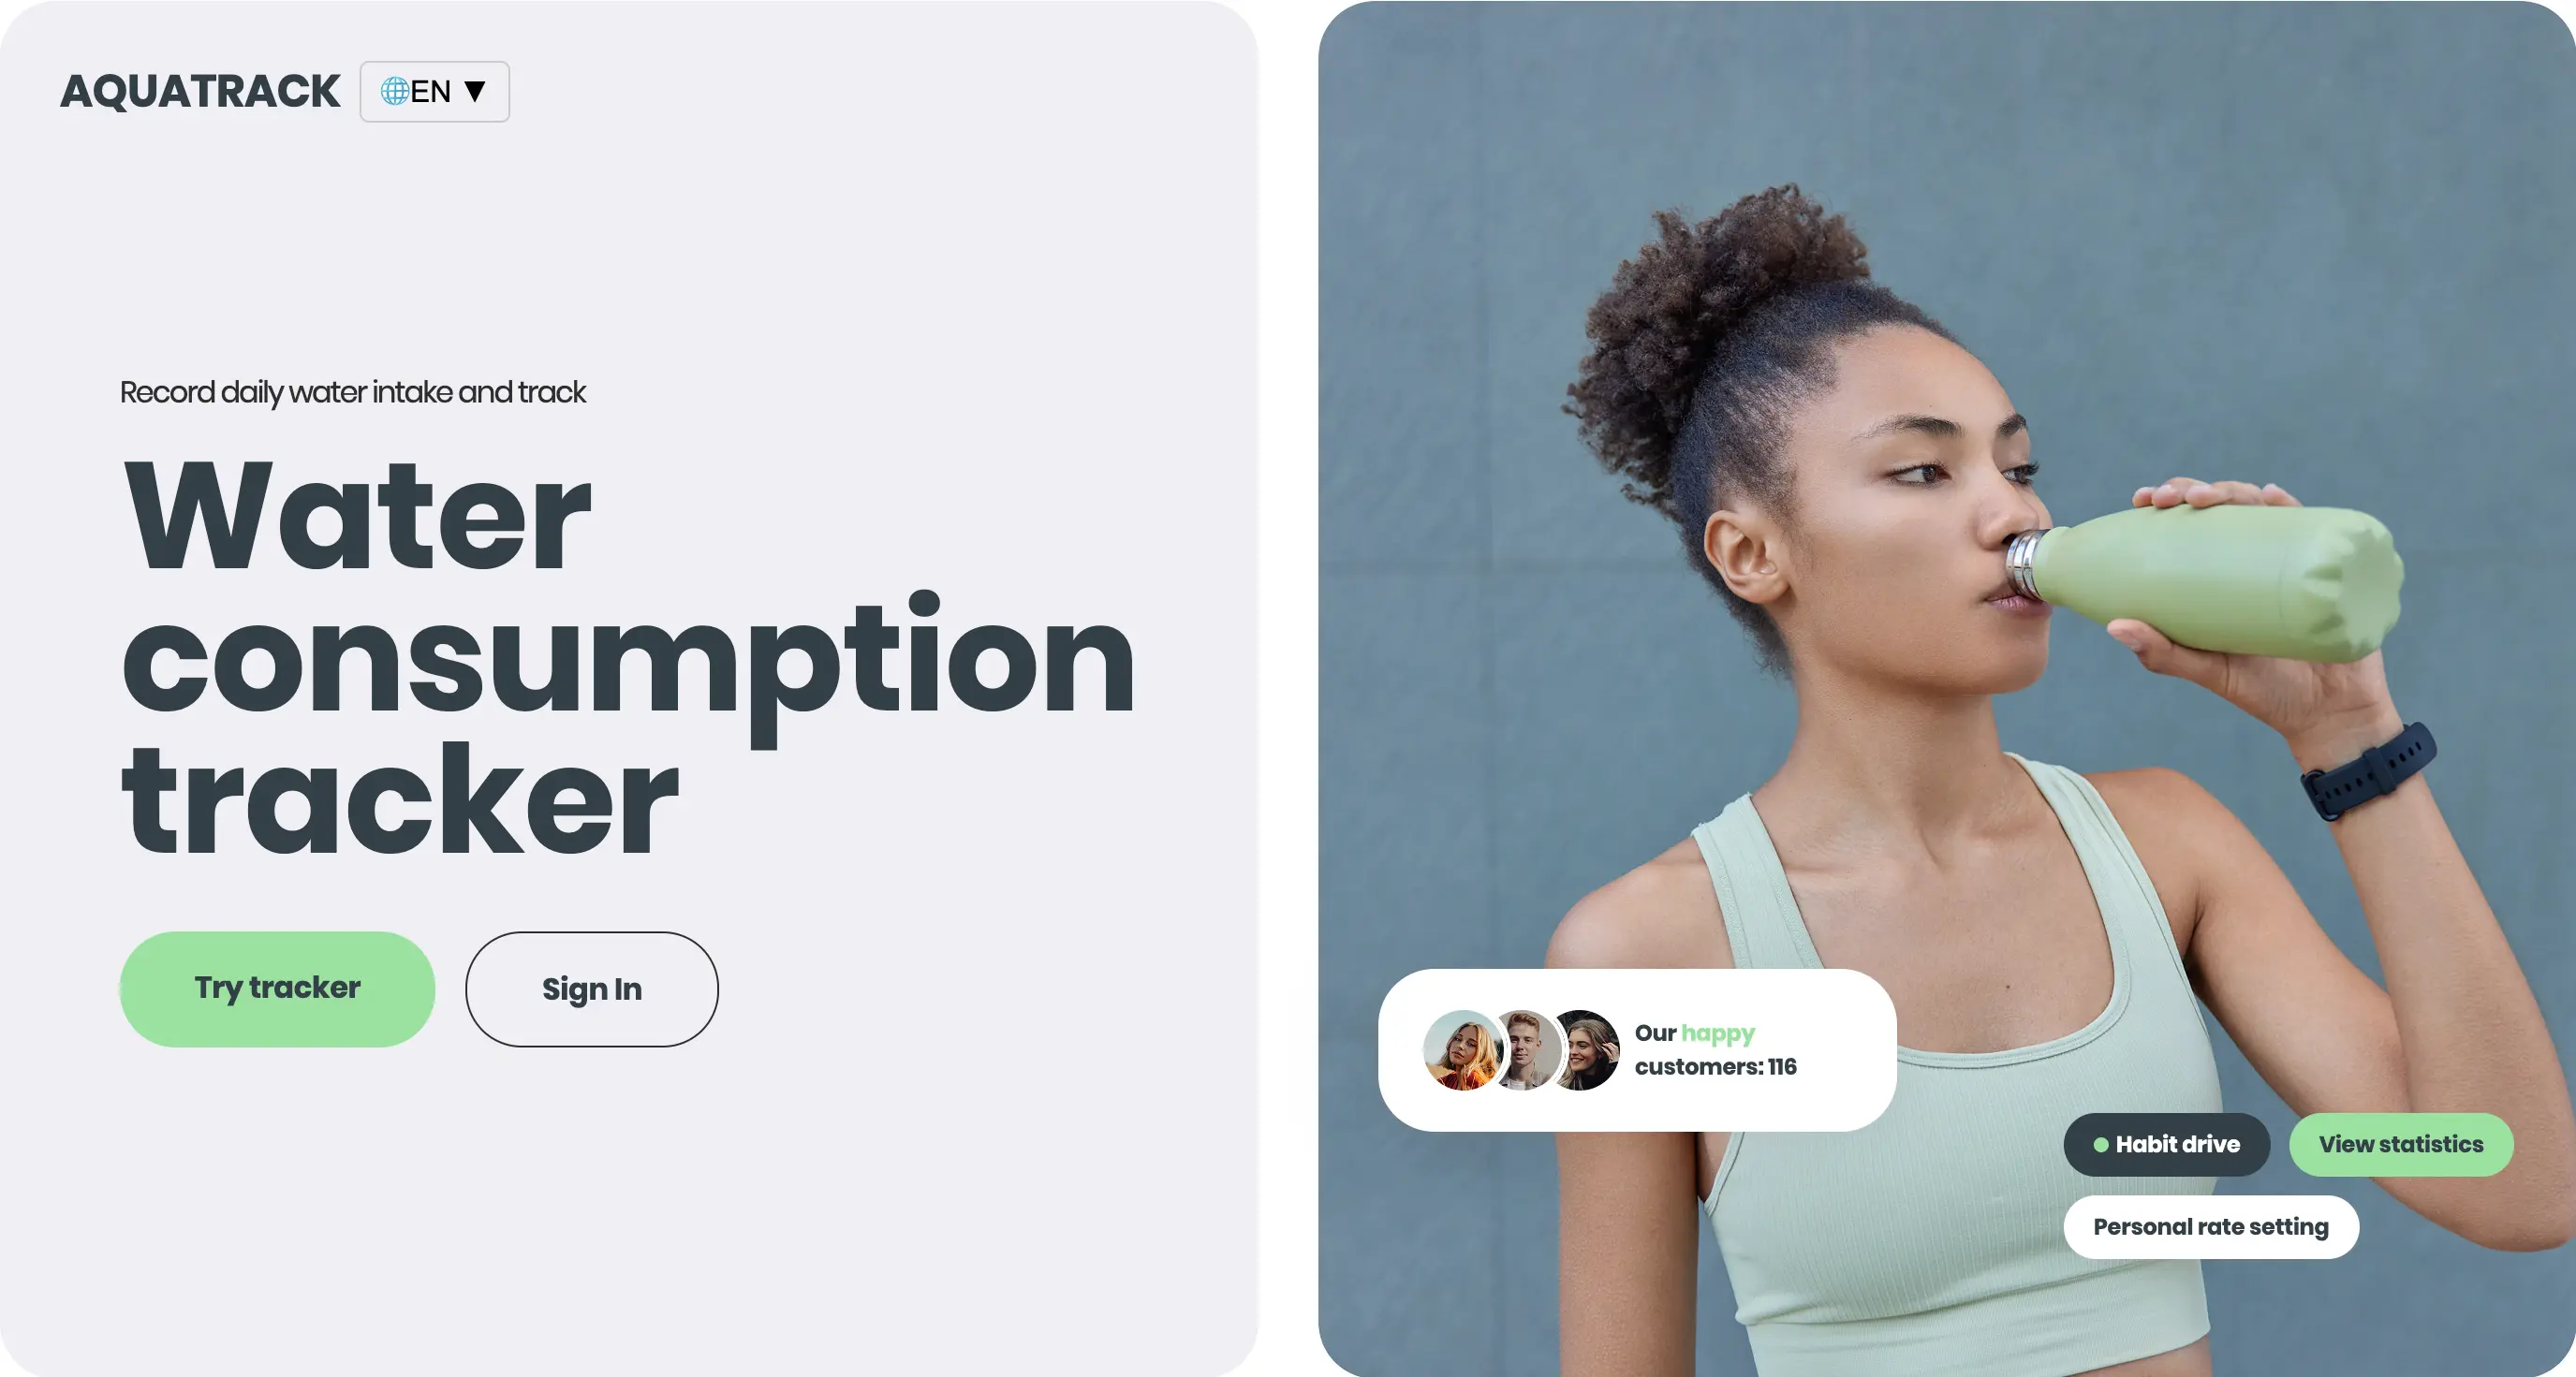 AQUATRACK
🌐EN ▼
Record daily water intake and track
Water
consumption
tracker
Try tracker
Sign In
Our happy
customers: 116
Habit drive
View statistics
Personal rate setting